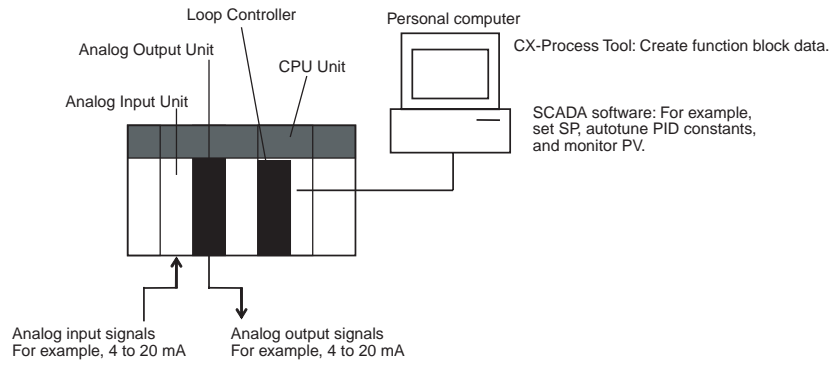 Loop Controller
Personal computer
Analog Output Unit
CX-Process Tool: Create function block data.
CPU Unit
Analog Input Unit
SCADA software: For example,
set SP, autotune PID constants,
and monitor PV.
Analog input signals
For example, 4 to 20 mA
Analog output signals
For example, 4 to 20 mA